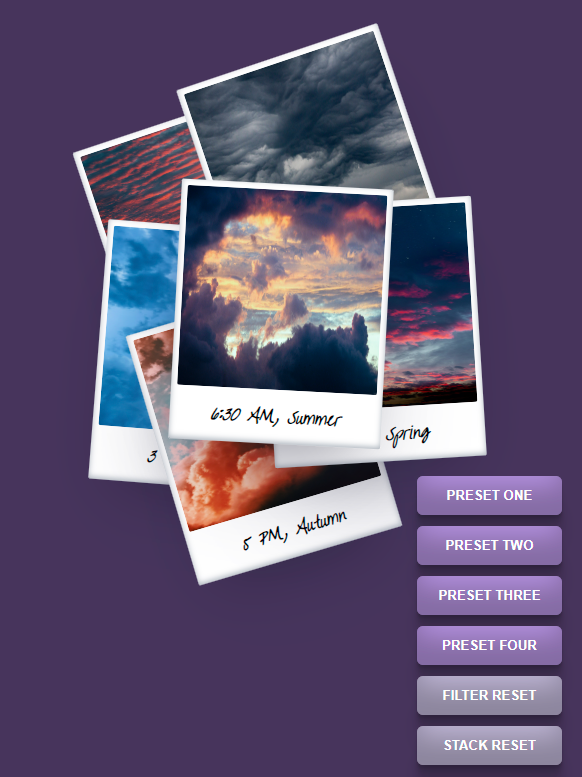 6:30 AM, Summer
Spring
3
8 PM, Autumn
PRESET ONE
PRESET TWO
PRESET THREE
PRESET FOUR
FILTER RESET
STACK RESET